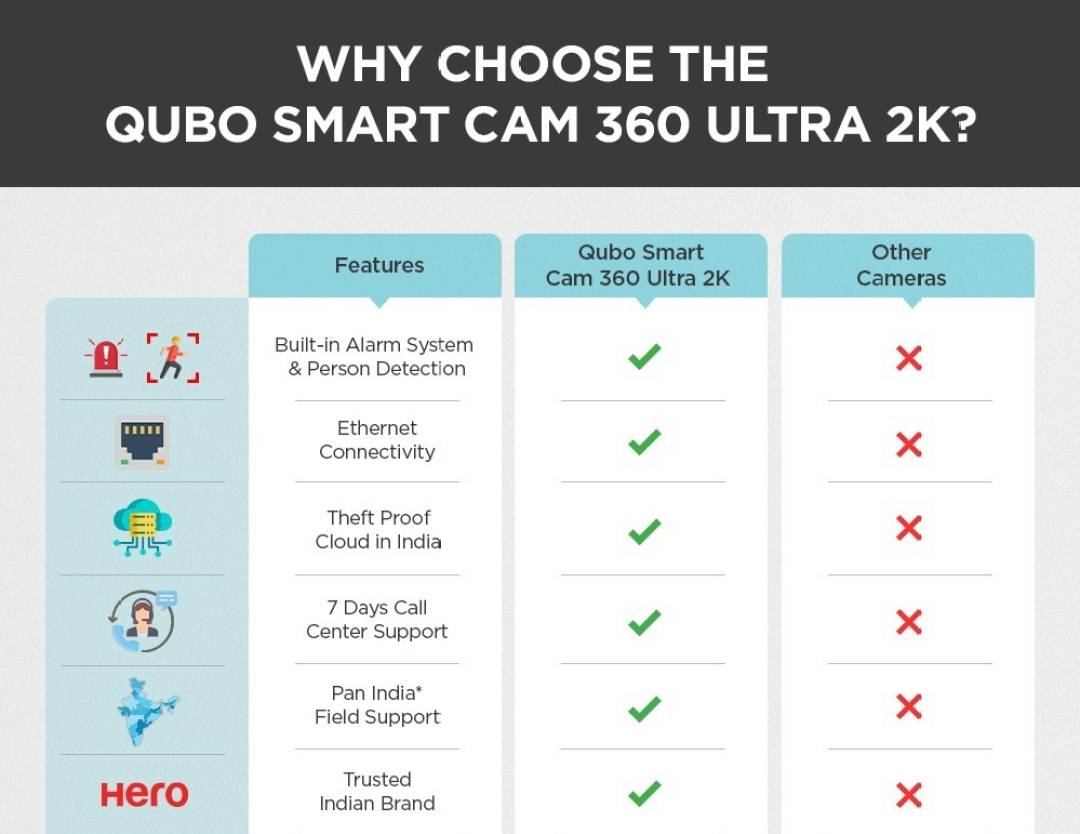 WHY CHOOSE THE
QUBO SMART CAM 360 ULTRA 2K?
Features
Qubo Smart
Cam 360 Ultra 2K
Other
Cameras
Built-in Alarm System
& Person Detection
Ethernet
Connectivity
Theft Proof
Cloud in India
7 Days Call
Center Support
Pan India*
Field Support
Hero
Trusted
Indian Brand